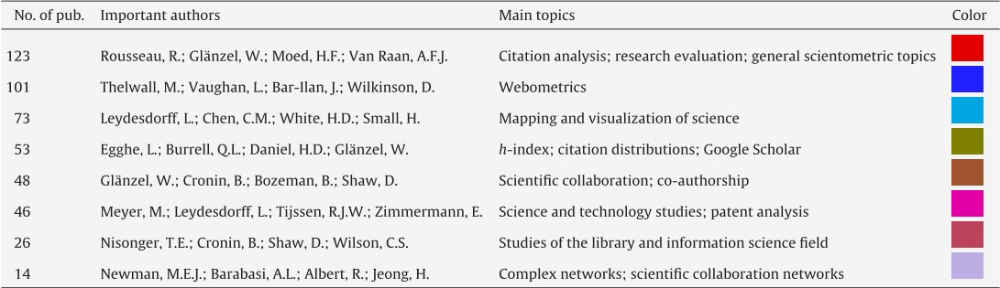 No. of pub. Important authors Main topics Color
123 Rousseau, R.; Glänzel, W.; Moed, H.F.; Van Raan, A.F.J. Citation analysis; research evaluation; general scientometric topics
101 Thelwall, M.; Vaughan, L.; Bar-Ilan, J.; Wilkinson, D. Webometrics
73 Leydesdorff, L.; Chen, C.M.; White, H.D.; Small, H. Mapping and visualization of science
53 Egghe, L.; Burrell, Q.L.; Daniel, H.D.; Glänzel, W. h-index; citation distributions; Google Scholar
48 Glänzel, W.; Cronin, B.; Bozeman, B.; Shaw, D. Scientific collaboration; co-authorship
46 Meyer, M.; Leydesdorff, L.; Tijssen, R.J.W.; Zimmermann, E. Science and technology studies; patent analysis
26 Nisonger, T.E.; Cronin, B.; Shaw, D.; Wilson, C.S. Studies of the library and information science field
14 Newman, M.E.J.; Barabasi, A.L.; Albert, R.; Jeong, H. Complex networks; scientific collaboration networks